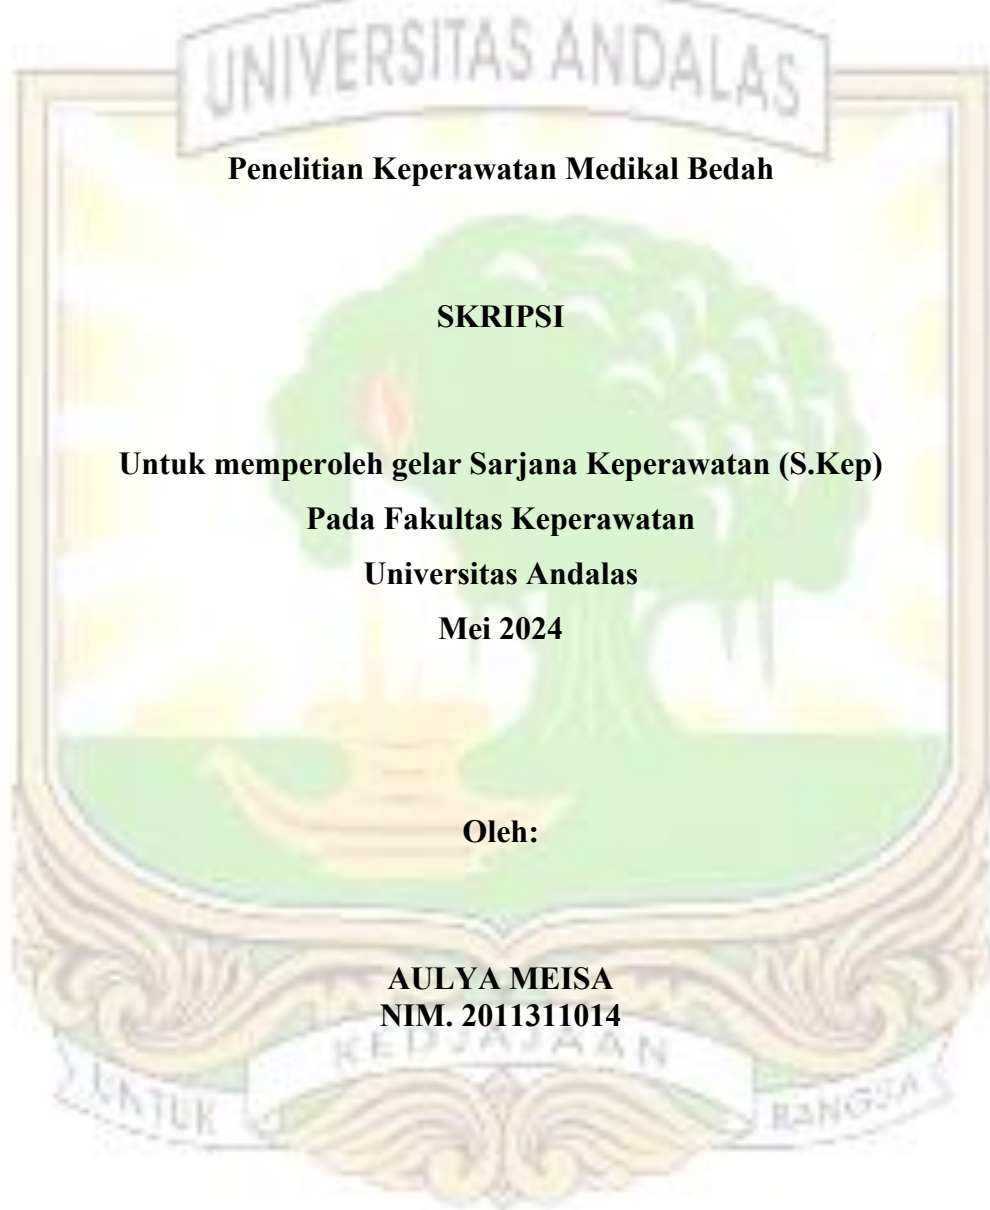 UNIVERSITAS ANDALAS
Penelitian Keperawatan Medikal Bedah
SKRIPSI
Untuk memperoleh gelar Sarjana Keperawatan (S.Kep)
Pada Fakultas Keperawatan
Universitas Andalas
Mei 2024
Oleh:
AULYA MEISA
NIM. 2011311014
KEDJAJAAN
UNTUK BANGSA